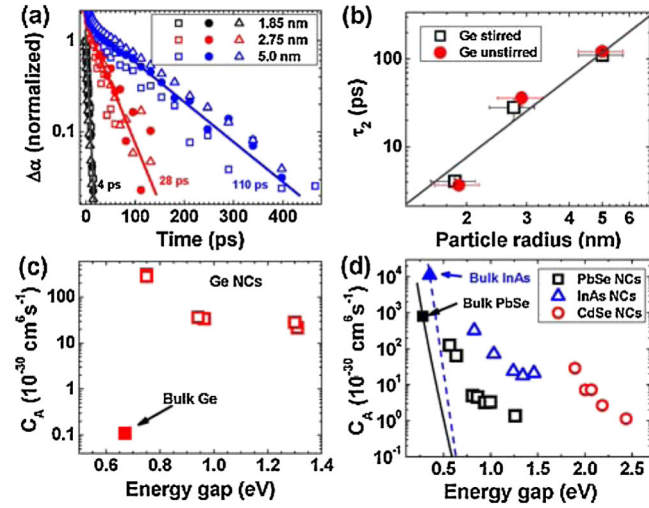 (a)
1.85 nm
2.75 nm
5.0 nm
1
0.1
Δα (normalized)
4 ps
28 ps
110 ps
0 100 200 300 400
Time (ps)
(b)
Ge stirred
Ge unstirred
100
10
τ₂ (ps)
2 3 4 5 6
Particle radius (nm)
(c)
Ge NCs
100
10
1
0.1
C_A (10⁻³⁰ cm⁶s⁻¹)
Bulk Ge
0.6 0.8 1.0 1.2 1.4
Energy gap (eV)
(d)
Bulk InAs
Bulk PbSe
PbSe NCs
InAs NCs
CdSe NCs
10⁴
10³
10²
10¹
10⁰
10⁻¹
C_A (10⁻³⁰ cm⁶s⁻¹)
0.5 1.0 1.5 2.0 2.5
Energy gap (eV)